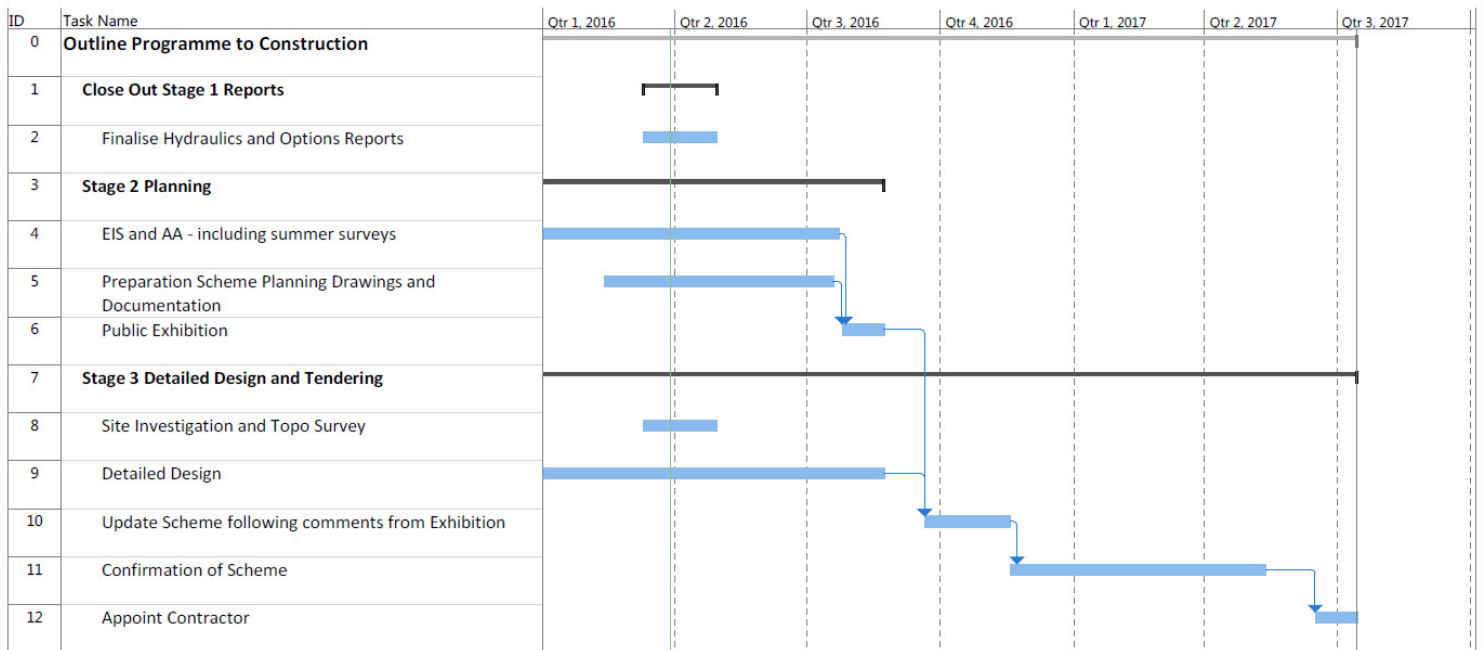 ID Task Name Qtr 1, 2016 Qtr 2, 2016 Qtr 3, 2016 Qtr 4, 2016 Qtr 1, 2017 Qtr 2, 2017 Qtr 3, 2017
0 Outline Programme to Construction
1 Close Out Stage 1 Reports
2 Finalise Hydraulics and Options Reports
3 Stage 2 Planning
4 EIS and AA - including summer surveys
5 Preparation Scheme Planning Drawings and
Documentation
6 Public Exhibition
7 Stage 3 Detailed Design and Tendering
8 Site Investigation and Topo Survey
9 Detailed Design
10 Update Scheme following comments from Exhibition
11 Confirmation of Scheme
12 Appoint Contractor